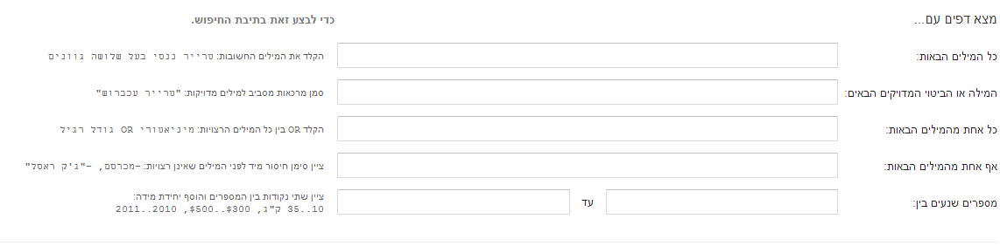 מצא דפים עם...
כדי לבצע זאת בתיבת החיפוש.
כל המילים הבאות:
הקלד את המילים החשובות: טרייר ננסי בעל שלושה גוונים
המילה או הביטוי המדויקים הבאים:
סמן מרכאות מסביב למילים מדויקות: "טרייר עכברוש"
כל אחת מהמילים הבאות:
הקלד OR בין כל המילים הרצויות: מיניאטורי OR גודל רגיל
אף אחת מהמילים הבאות:
ציין סימן חיסור מיד לפני המילים שאינן רצויות: -מכרסם, -"ג'ק ראסל"
מספרים שנעים בין:
עד
ציין שתי נקודות בין המספרים והוסף יחידת מידה:
10..35 ק"ג, $300..$500, 2010..2011